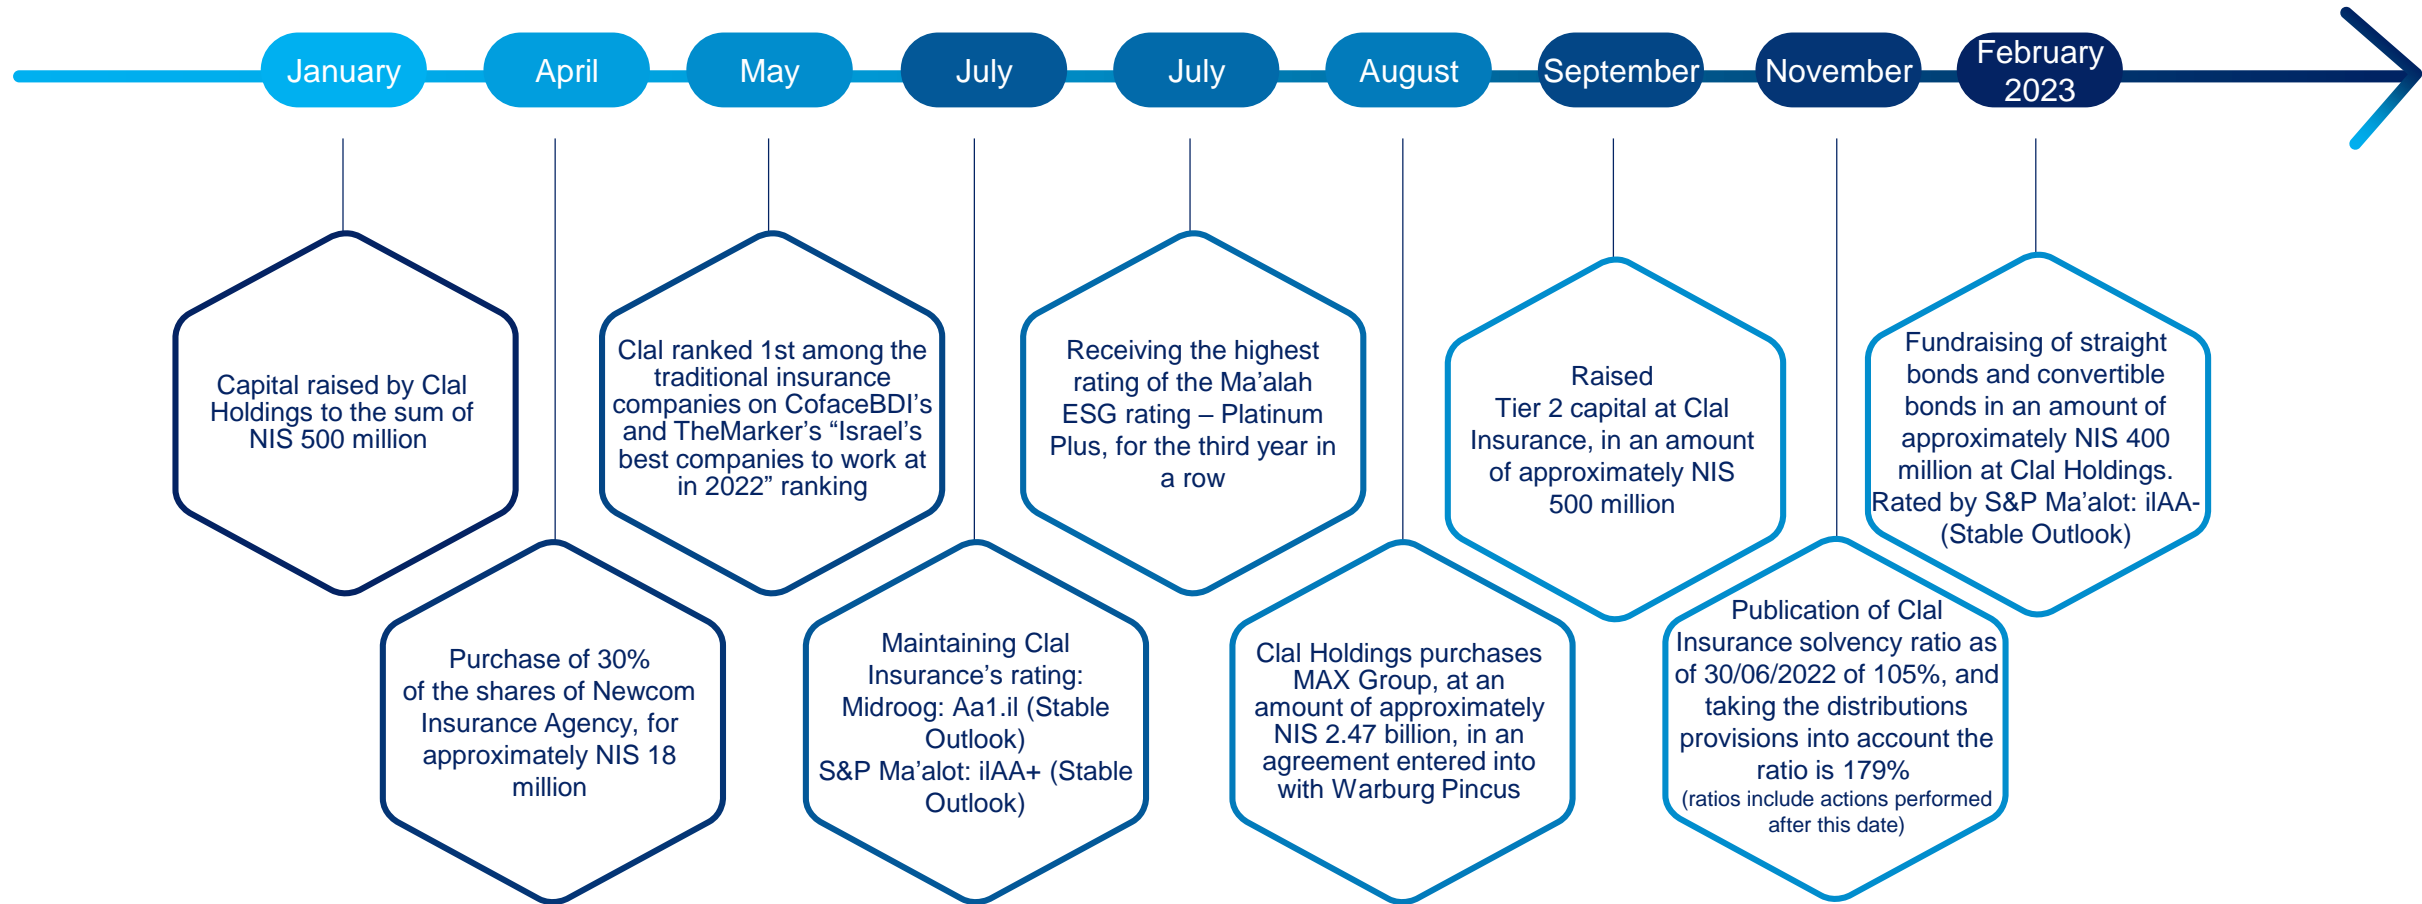 January
April
May
July
July
August
September
November
February
2023
Capital raised by Clal
Holdings to the sum of
NIS 500 million
Purchase of 30%
of the shares of Newcom
Insurance Agency, for
approximately NIS 18
million
Clal ranked 1st among the
traditional insurance
companies on CofaceBDI’s
and TheMarker’s “Israel’s
best companies to work at
in 2022” ranking
Maintaining Clal
Insurance’s rating:
Midroog: Aa1.il (Stable
Outlook)
S&P Ma’alot: ilAA+ (Stable
Outlook)
Receiving the highest
rating of the Ma’alah
ESG rating – Platinum
Plus, for the third year in
a row
Clal Holdings purchases
MAX Group, at an
amount of approximately
NIS 2.47 billion, in an
agreement entered into
with Warburg Pincus
Raised
Tier 2 capital at Clal
Insurance, in an amount
of approximately NIS
500 million
Publication of Clal
Insurance solvency ratio as
of 30/06/2022 of 105%, and
taking the distributions
provisions into account the
ratio is 179%
(ratios include actions performed
after this date)
Fundraising of straight
bonds and convertible
bonds in an amount of
approximately NIS 400
million at Clal Holdings.
Rated by S&P Ma’alot: ilAA-
(Stable Outlook)